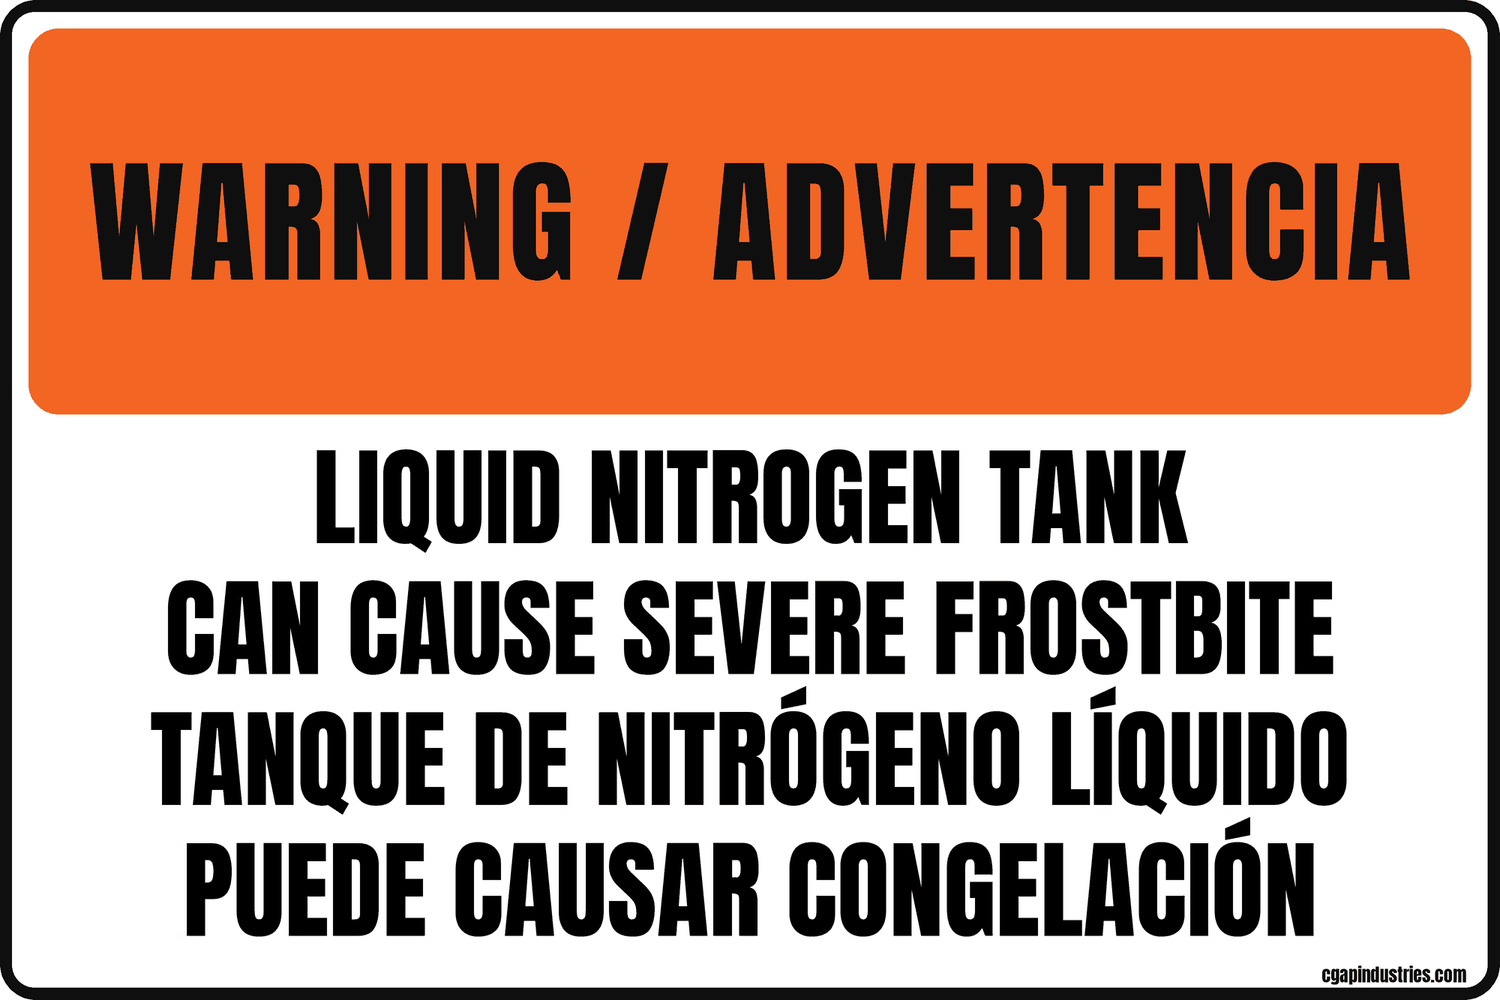 WARNING / ADVERTENCIA
LIQUID NITROGEN TANK
CAN CAUSE SEVERE FROSTBITE
TANQUE DE NITRÓGENO LÍQUIDO
PUEDE CAUSAR CONGELACIÓN
cgapindustries.com